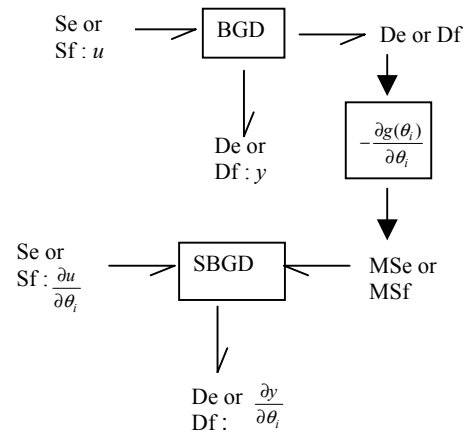 Se or
Sf : u
BGD
De or Df
De or
Df : y
−∂g(θᵢ)/∂θᵢ
Se or
Sf : ∂u/∂θᵢ
SBGD
MSe or
MSf
De or
Df : ∂y/∂θᵢ